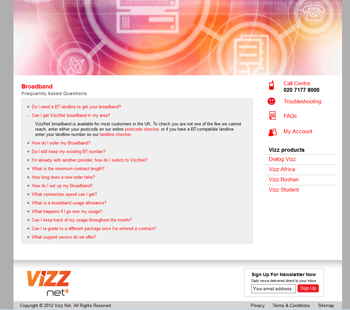 Broadband
Frequently Asked Questions
Do I need a BT landline to get your broadband?
Can I get VizzNet broadband in my area?
VizzNet broadband is available for most customers in the UK. To check you are not one of the few we cannot
reach, enter either your postcode on our online postcode checker, or if you have a BT-compatible landline
enter your landline number on our landline checker.
How do I order my Broadband?
Do I still keep my existing BT number?
I'm already with another provider, how do I switch to VizzNet?
What is the minimum contract length?
How long does a new order take?
How do I set up my Broadband?
What connection speed can I get?
What is a broadband usage allowance?
What happens if I go over my usage?
Can I keep track of my usage throughout the month?
Can I re-grade to a different package once I've entered a contract?
What support service do we offer?
Call Centre
020 7177 8000
Troubleshooting
FAQs
My Account
Vizz products
Dialog Vizz
Vizz Africa
Vizz Roshan
Vizz Student
VIZZ
net
Sign Up For Newsletter Now
Daily news delivered direct to your inbox
Your email address
Sign Up
Copyright © 2012 Vizz Net. All Rights Reserved.
Privacy
Terms & Conditions
Sitemap